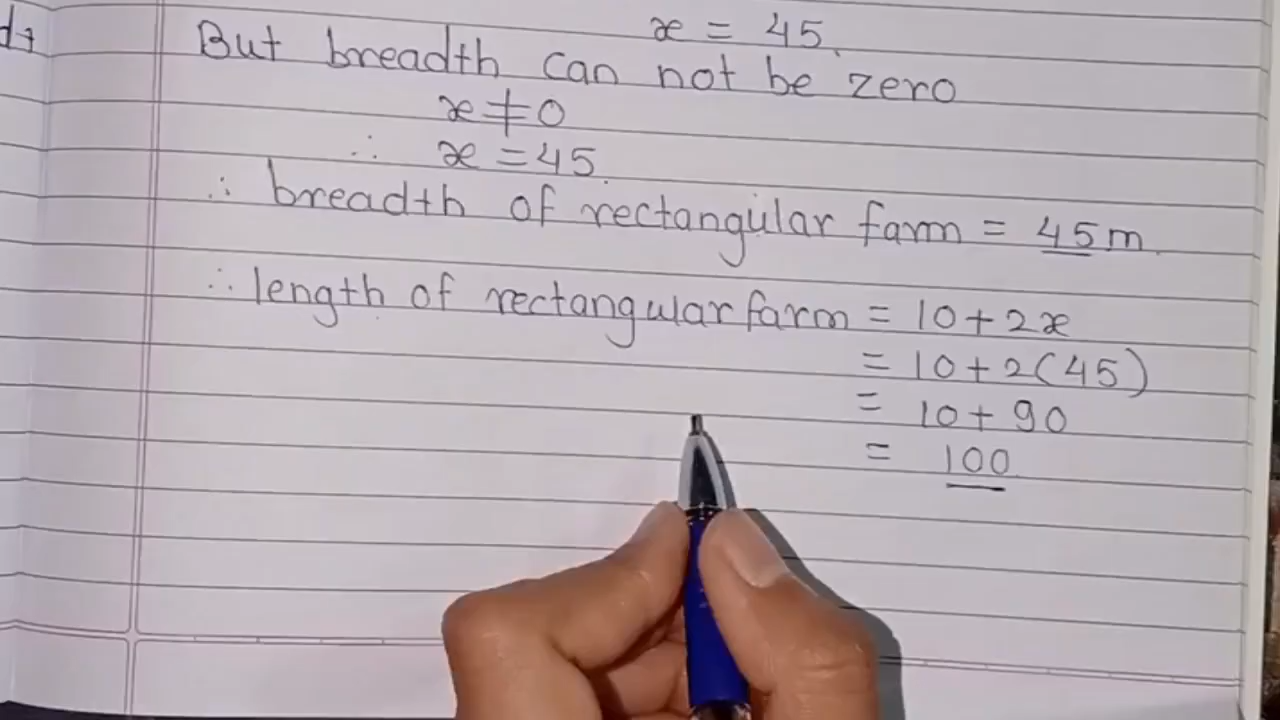 x = 45.
But breadth can not be zero
x ≠ 0
∴ x = 45.
∴ breadth of rectangular farm = 45m.
∴ length of rectangular farm = 10 + 2x
= 10 + 2(45)
= 10 + 90
= 100